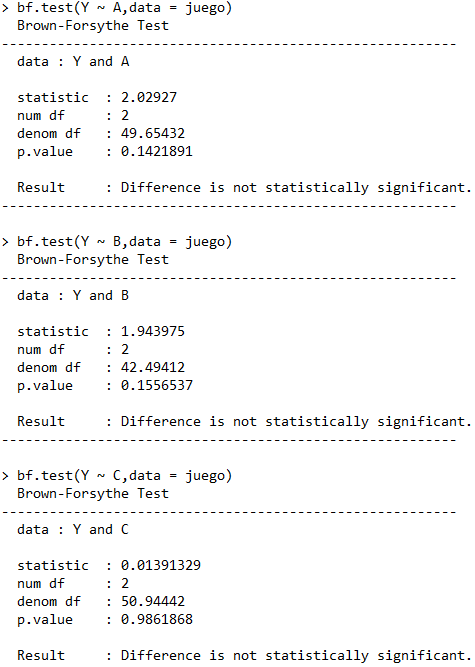 > bf.test(Y ~ A,data = juego)
  Brown-Forsythe Test
---------------------------------------------------------
  data : Y and A

  statistic  : 2.02927
  num df     : 2
  denom df   : 49.65432
  p.value    : 0.1421891

  Result     : Difference is not statistically significant.
---------------------------------------------------------

> bf.test(Y ~ B,data = juego)
  Brown-Forsythe Test
---------------------------------------------------------
  data : Y and B

  statistic  : 1.943975
  num df     : 2
  denom df   : 42.49412
  p.value    : 0.1556537

  Result     : Difference is not statistically significant.
---------------------------------------------------------

> bf.test(Y ~ C,data = juego)
  Brown-Forsythe Test
---------------------------------------------------------
  data : Y and C

  statistic  : 0.01391329
  num df     : 2
  denom df   : 50.94442
  p.value    : 0.9861868

  Result     : Difference is not statistically significant.